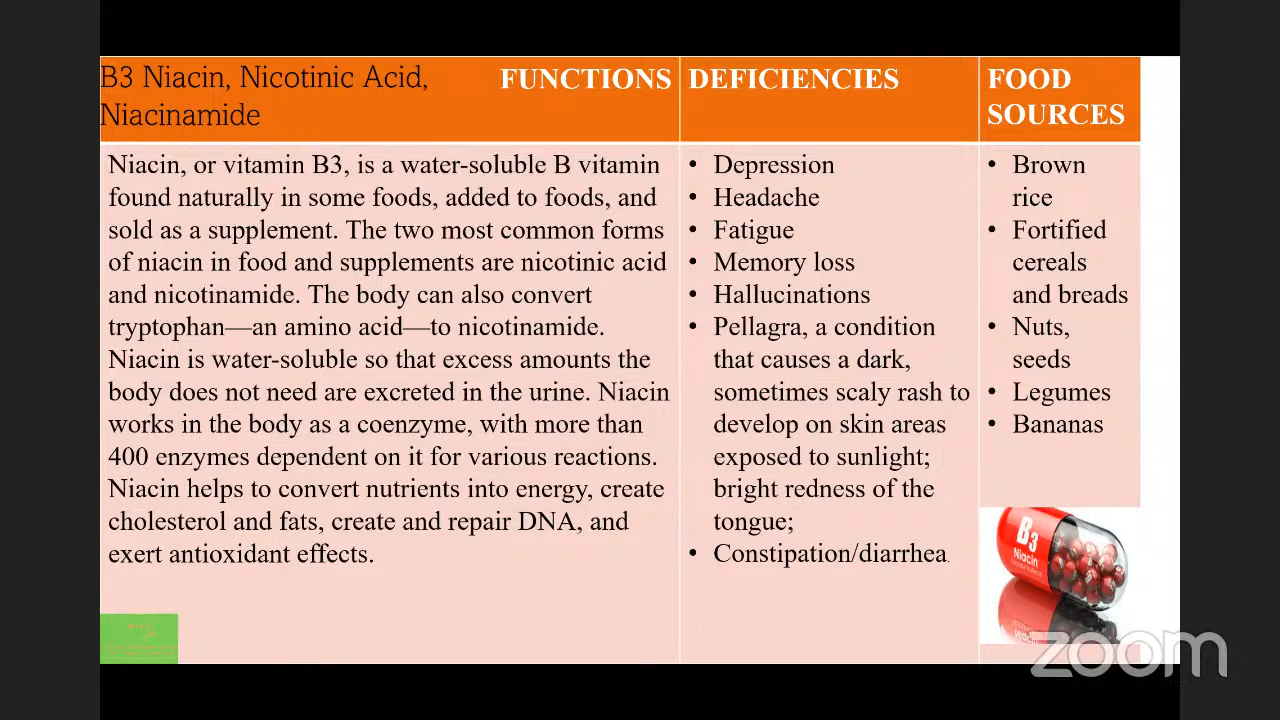 B3 Niacin, Nicotinic Acid,
Niacinamide
FUNCTIONS
DEFICIENCIES
FOOD
SOURCES
Niacin, or vitamin B3, is a water-soluble B vitamin
found naturally in some foods, added to foods, and
sold as a supplement. The two most common forms
of niacin in food and supplements are nicotinic acid
and nicotinamide. The body can also convert
tryptophan—an amino acid—to nicotinamide.
Niacin is water-soluble so that excess amounts the
body does not need are excreted in the urine. Niacin
works in the body as a coenzyme, with more than
400 enzymes dependent on it for various reactions.
Niacin helps to convert nutrients into energy, create
cholesterol and fats, create and repair DNA, and
exert antioxidant effects.
• Depression
• Headache
• Fatigue
• Memory loss
• Hallucinations
• Pellagra, a condition
that causes a dark,
sometimes scaly rash to
develop on skin areas
exposed to sunlight;
bright redness of the
tongue;
• Constipation/diarrhea.
• Brown
rice
• Fortified
cereals
and breads
• Nuts,
seeds
• Legumes
• Bananas
B3
Niacin
zoom